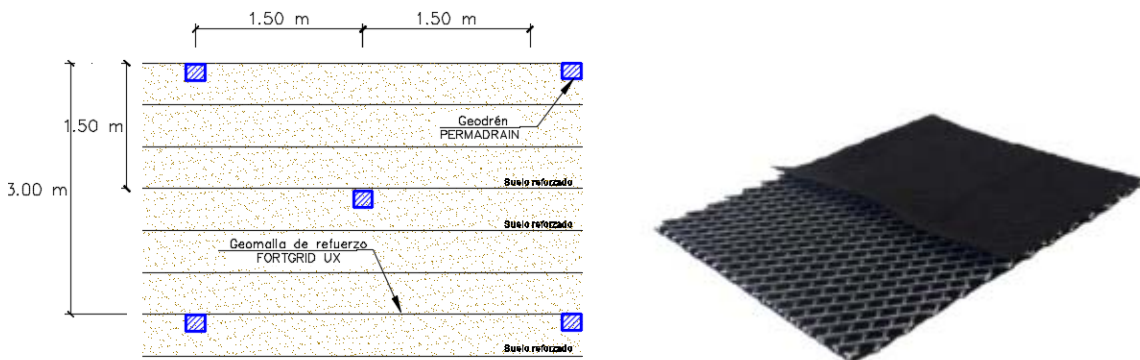 1.50 m
1.50 m
1.50 m
3.00 m
Geodrén
PERMADRAIN
Suelo reforzado
Suelo reforzado
Geomalla de refuerzo
FORTGRID UX
Suelo reforzado